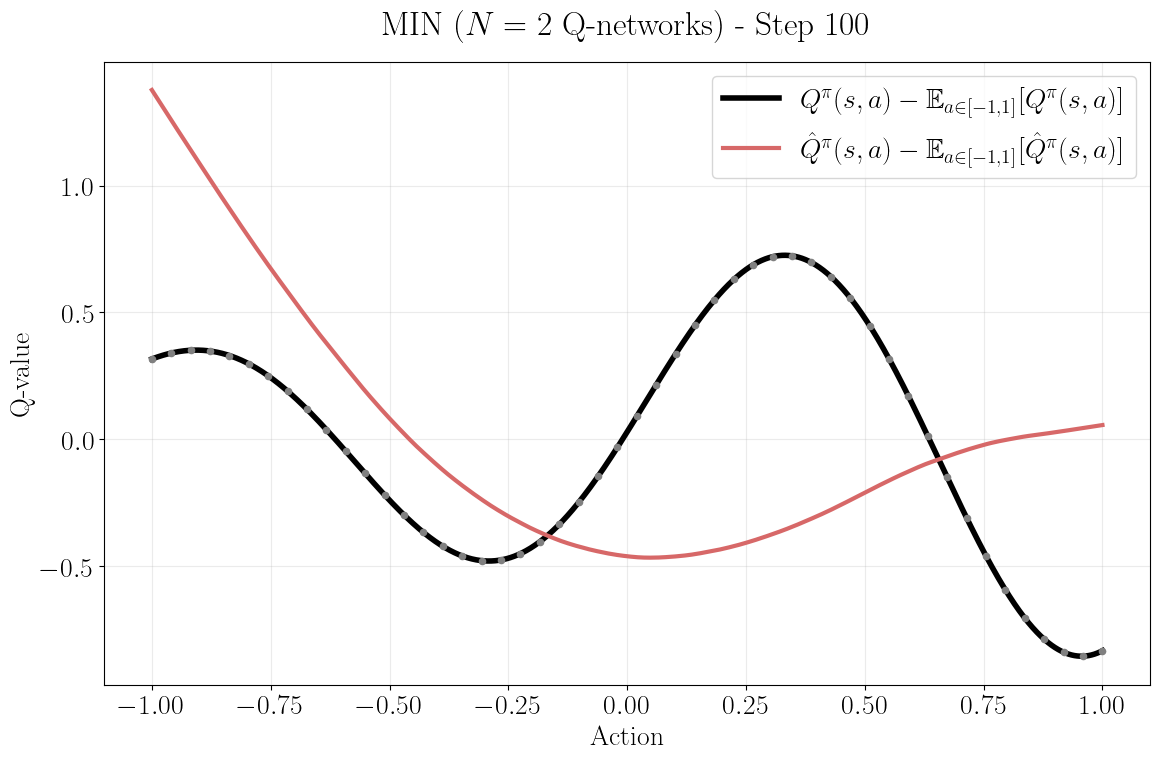 MIN (N = 2 Q-networks) - Step 100
Q^π(s, a) − 𝔼_{a∈[−1,1]}[Q^π(s, a)]
Q̂^π(s, a) − 𝔼_{a∈[−1,1]}[Q̂^π(s, a)]
Q-value
1.0
0.5
0.0
−0.5
−1.00 −0.75 −0.50 −0.25 0.00 0.25 0.50 0.75 1.00
Action